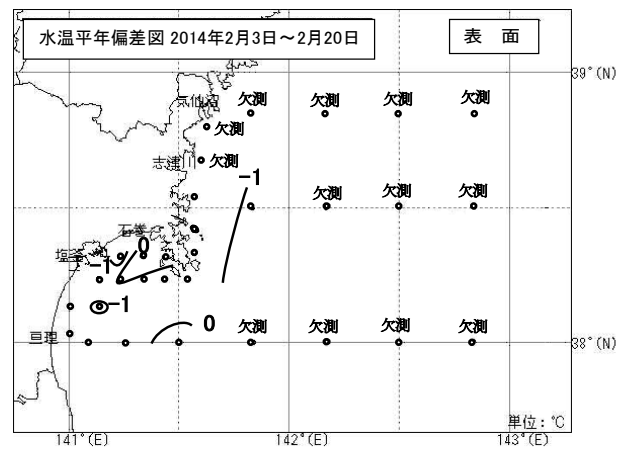 水温平年偏差図 2014年2月3日～2月20日
表 面
39°(N)
気仙沼 欠測 欠測 欠測 欠測
欠測
志津川 欠測
-1
欠測 欠測 欠測
石巻
0
塩釜
-1
-1
0
欠測 欠測 欠測 欠測
亘理
38°(N)
単位：℃
141°(E) 142°(E) 143°(E)